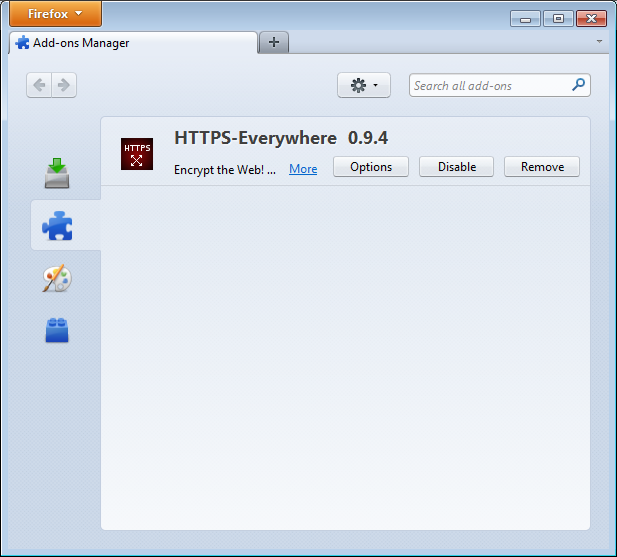 Firefox
Add-ons Manager
Search all add-ons
HTTPS
HTTPS-Everywhere 0.9.4
Encrypt the Web! ... More Options Disable Remove